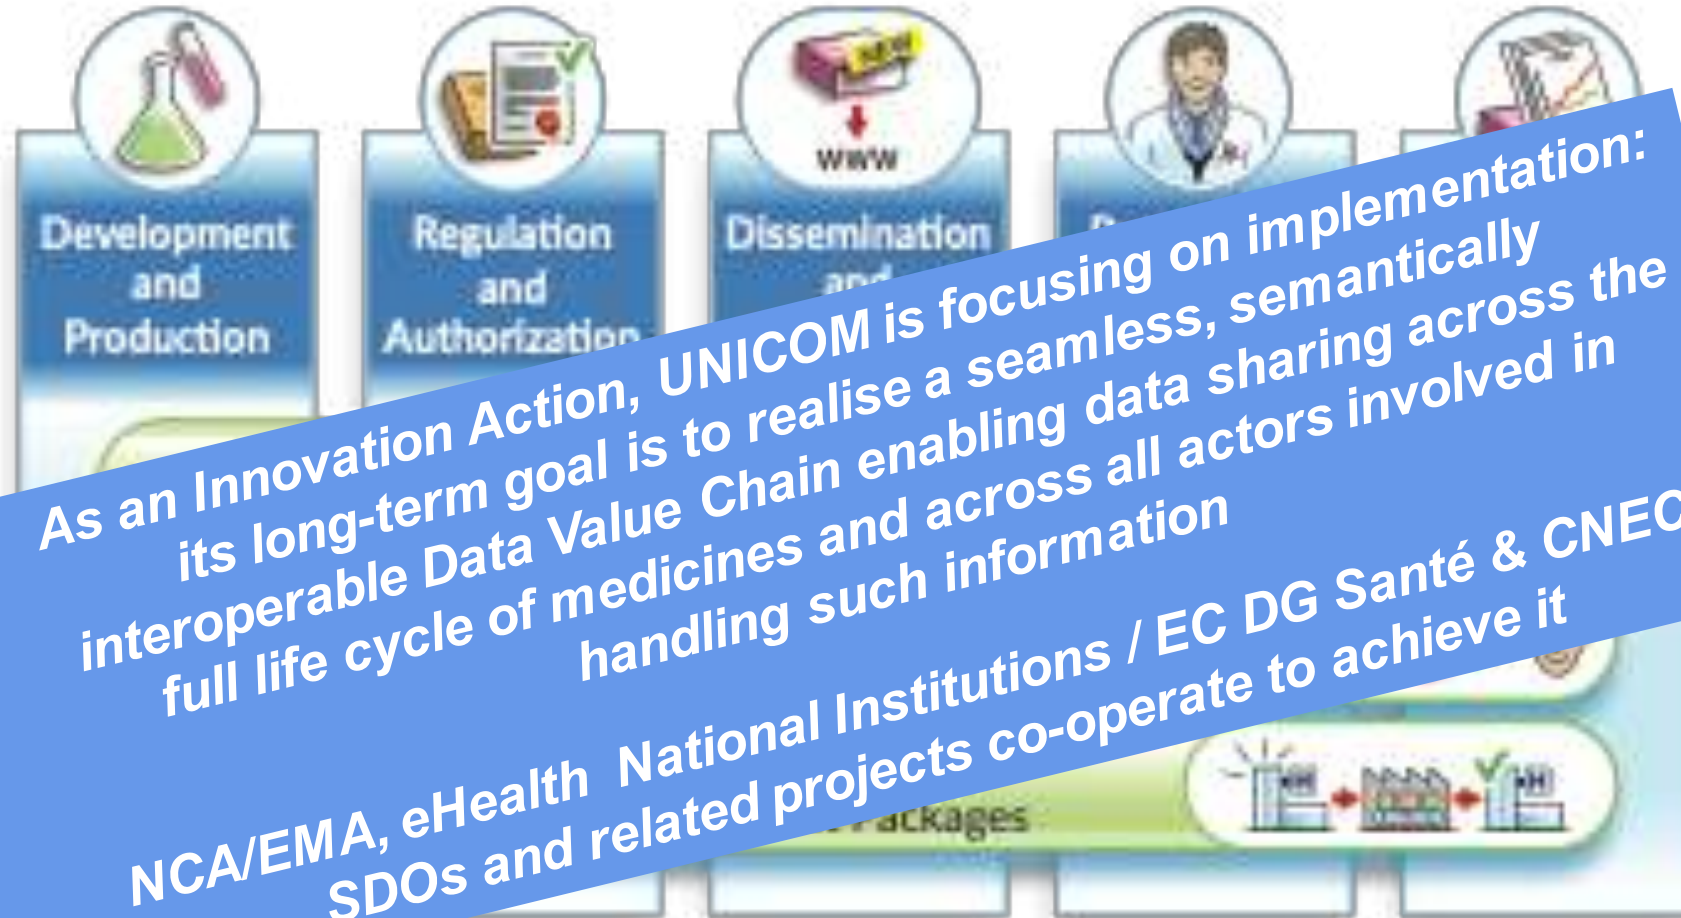 NEW
www
Development
and
Production
Regulation
and
Authorization
Dissemination
and
As an Innovation Action, UNICOM is focusing on implementation:
its long-term goal is to realise a seamless, semantically
interoperable Data Value Chain enabling data sharing across the
full life cycle of medicines and across all actors involved in
handling such information
NCA/EMA, eHealth National Institutions / EC DG Santé & CNEC
SDOs and related projects co-operate to achieve it
Packages
H
H